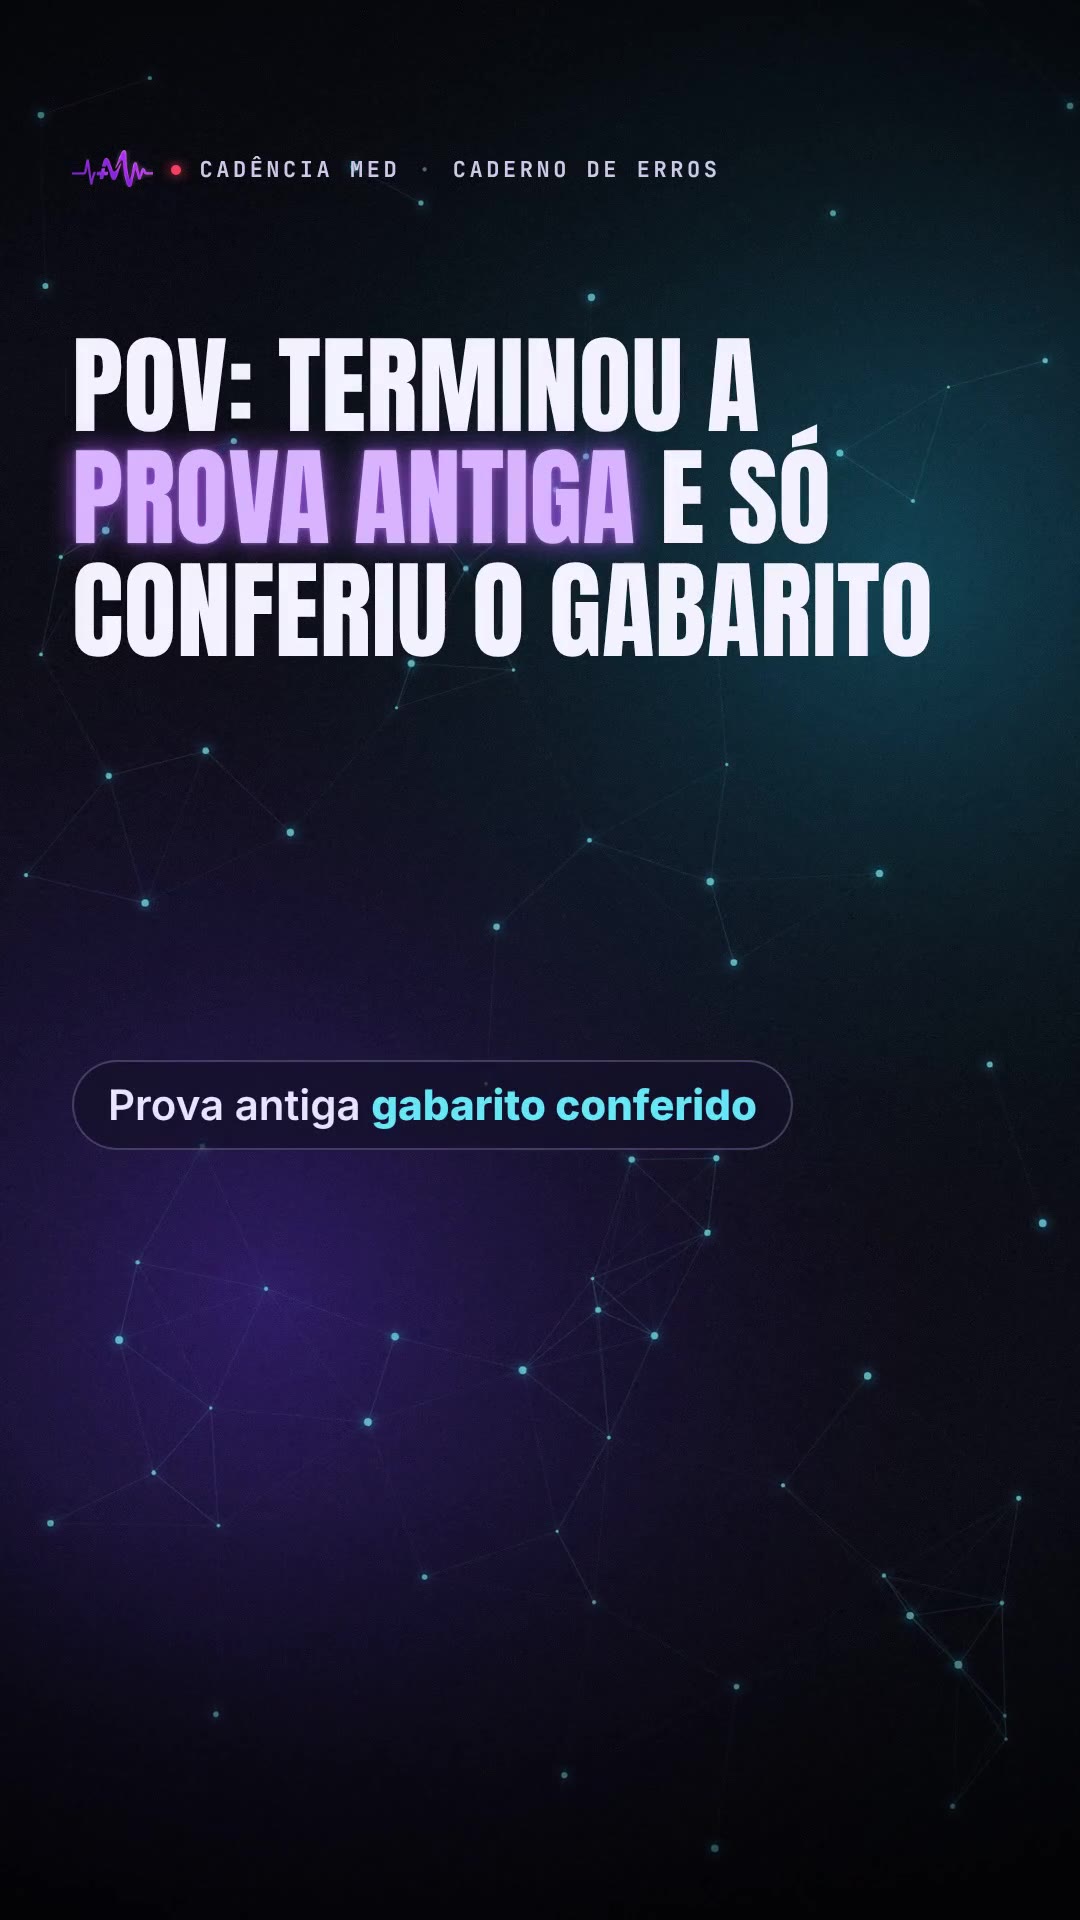 CADÊNCIA MED · CADERNO DE ERROS
POV: TERMINOU A
PROVA ANTIGA E SÓ
CONFERIU O GABARITO
Prova antiga gabarito conferido